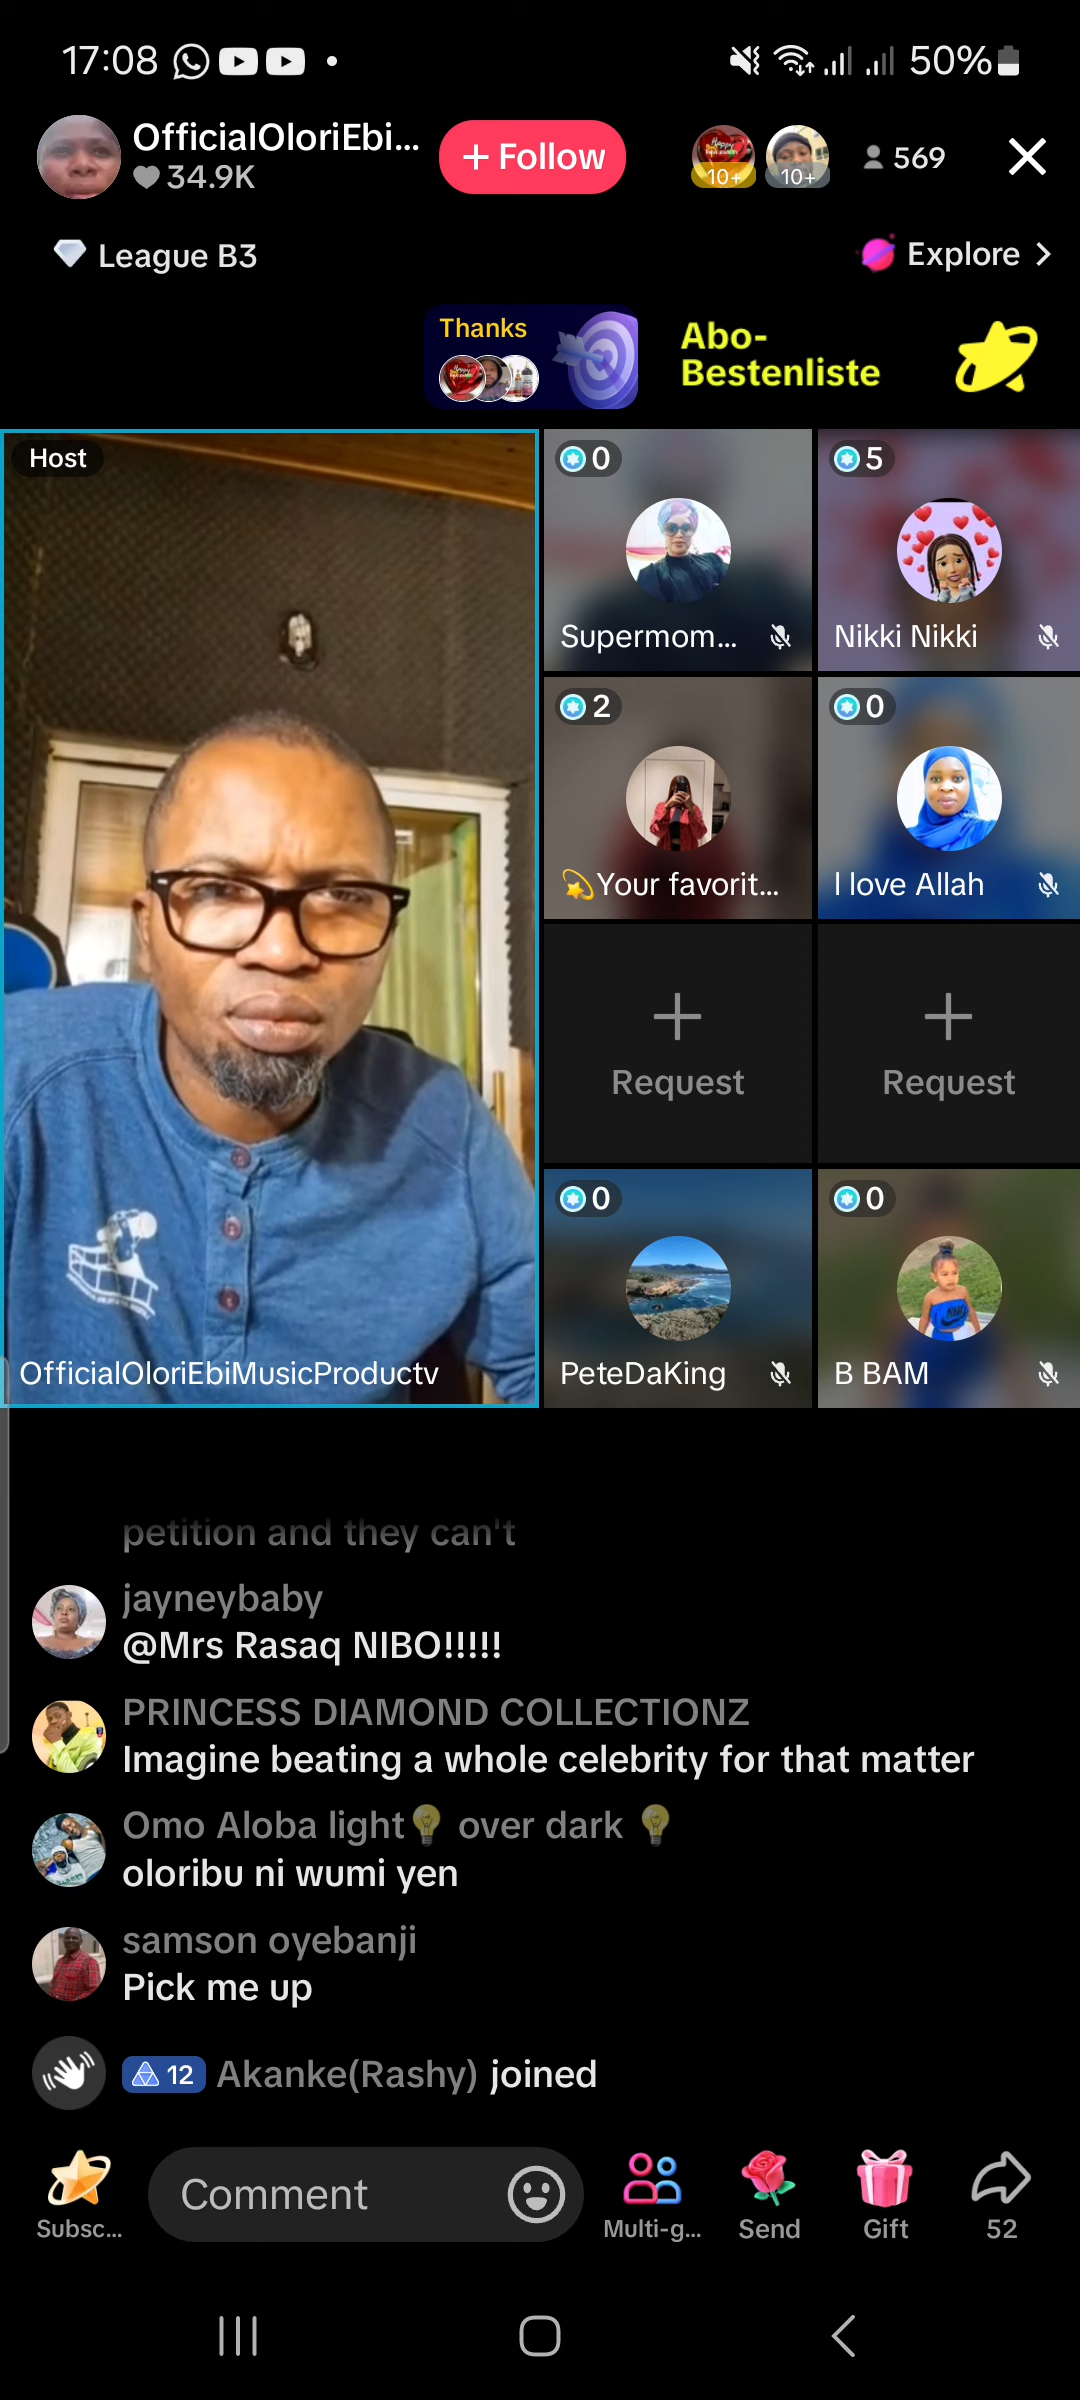 17:08
50%
OfficialOloriEbi...
34.9K
+ Follow
10+
10+
569
League B3
Explore
Thanks
Abo-
Bestenliste
Host
OfficialOloriEbiMusicProductv
0
Supermom...
5
Nikki Nikki
2
💫Your favorit...
0
I love Allah
Request
Request
0
PeteDaKing
0
B BAM
petition and they can't
jayneybaby
@Mrs Rasaq NIBO!!!!!
PRINCESS DIAMOND COLLECTIONZ
Imagine beating a whole celebrity for that matter
Omo Aloba light💡 over dark 💡
oloribu ni wumi yen
samson oyebanji
Pick me up
12 Akanke(Rashy) joined
Comment
Subsc...
Multi-g...
Send
Gift
52